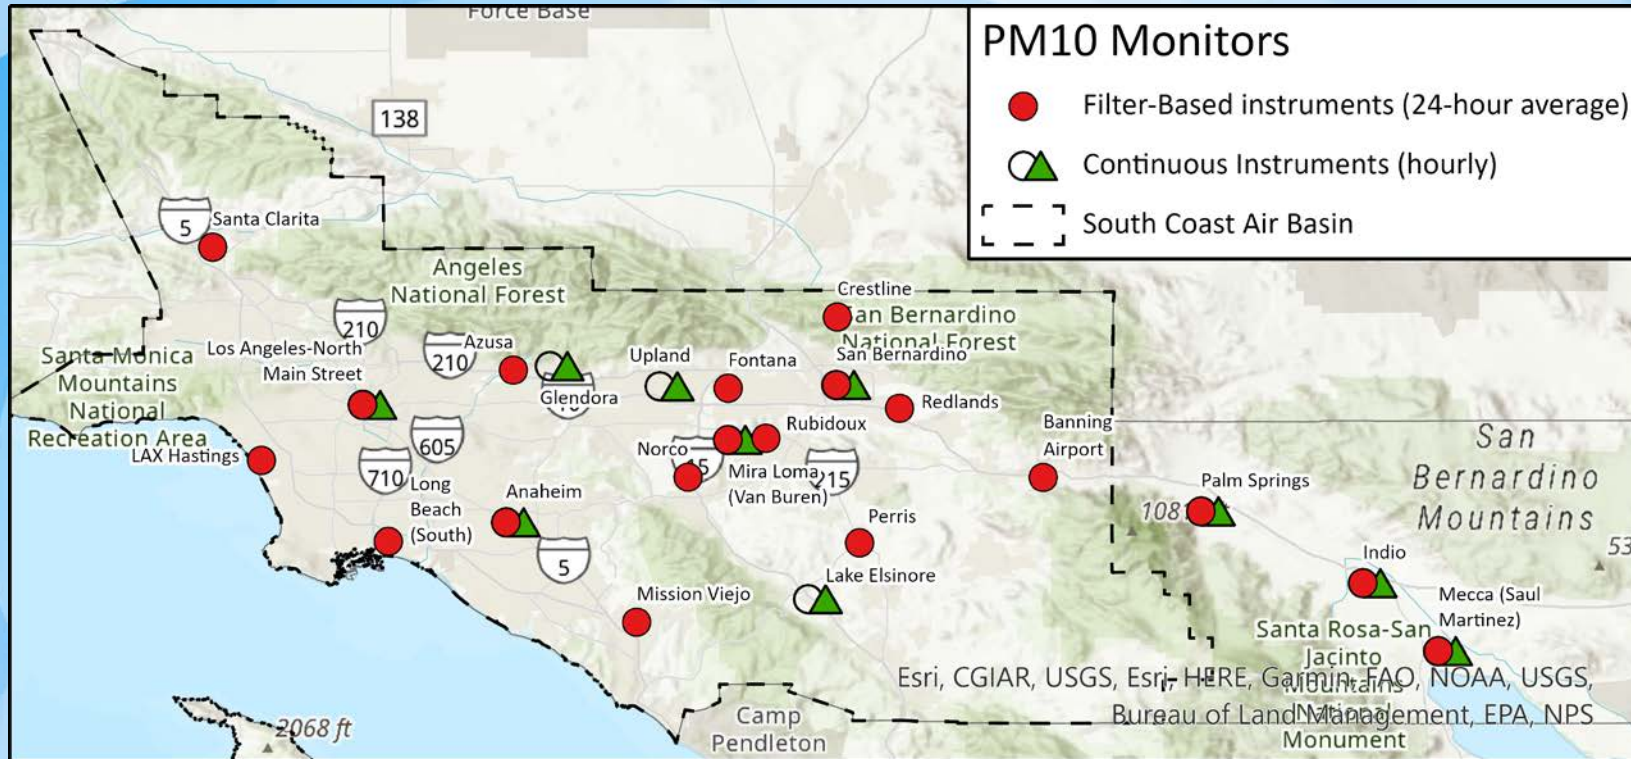 Force Base
PM10 Monitors
Filter-Based instruments (24-hour average)
Continuous Instruments (hourly)
South Coast Air Basin
138
5
Santa Clarita
Angeles
National Forest
Crestline
San Bernardino
National Forest
210
210
Azusa
Los Angeles-North
Main Street
Santa Monica
Mountains
National
Recreation Area
Glendora
Upland
Fontana
San Bernardino
Redlands
Banning
Airport
LAX Hastings
605
710
Long
Beach
(South)
Anaheim
5
Norco
15
Rubidoux
Mira Loma
(Van Buren)
215
Perris
Lake Elsinore
Mission Viejo
San
Bernardino
Mountains
Palm Springs
Indio
Mecca (Saul
Martinez)
Santa Rosa-San
Jacinto
Mountains
National
Monument
Esri, CGIAR, USGS, Esri, HERE, Garmin, FAO, NOAA, USGS,
Bureau of Land Management, EPA, NPS
Camp
Pendleton
2068 ft